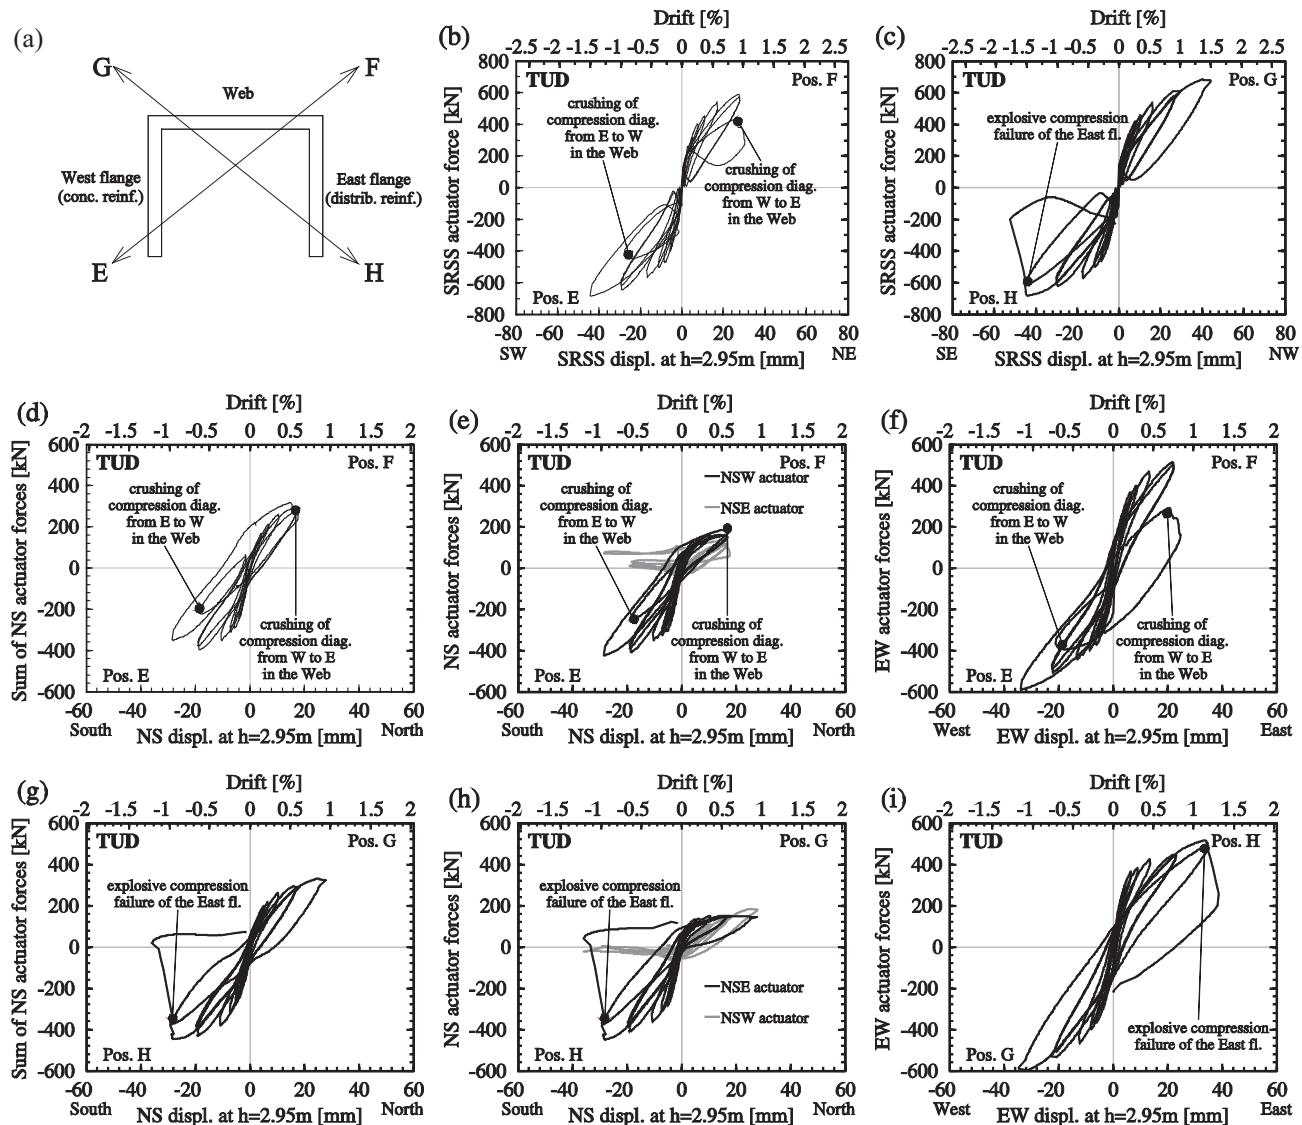 (a)
G
F
Web
West flange
(conc. reinf.)
East flange
(distrib. reinf.)
E
H
(b)
Drift [%]
-2.5 -2 -1.5 -1 -0.5 0 0.5 1 1.5 2 2.5
TUD
Pos. F
crushing of
compression diag.
from E to W
in the Web
crushing of
compression diag.
from W to E
in the Web
Pos. E
SRSS actuator force [kN]
800
600
400
200
0
-200
-400
-600
-800
-80 -60 -40 -20 0 20 40 60 80
SW
NE
SRSS displ. at h=2.95m [mm]
(c)
Drift [%]
-2.5 -2 -1.5 -1 -0.5 0 0.5 1 1.5 2 2.5
TUD
Pos. G
explosive compression
failure of the East fl.
Pos. H
SRSS actuator force [kN]
800
600
400
200
0
-200
-400
-600
-800
-80 -60 -40 -20 0 20 40 60 80
SE
NW
SRSS displ. at h=2.95m [mm]
(d)
Drift [%]
-2 -1.5 -1 -0.5 0 0.5 1 1.5 2
TUD
Pos. F
crushing of
compression diag.
from E to W
in the Web
crushing of
compression diag.
from W to E
in the Web
Pos. E
Sum of NS actuator forces [kN]
600
400
200
0
-200
-400
-600
-60 -40 -20 0 20 40 60
South
North
NS displ. at h=2.95m [mm]
(e)
Drift [%]
-2 -1.5 -1 -0.5 0 0.5 1 1.5 2
TUD
Pos. F
NSW actuator
NSE actuator
crushing of
compression diag.
from E to W
in the Web
crushing of
compression diag.
from W to E
in the Web
Pos. E
NS actuator forces [kN]
600
400
200
0
-200
-400
-600
-60 -40 -20 0 20 40 60
South
North
NS displ. at h=2.95m [mm]
(f)
Drift [%]
-2 -1.5 -1 -0.5 0 0.5 1 1.5 2
TUD
Pos. F
crushing of
compression diag.
from E to W
in the Web
crushing of
compression diag.
from W to E
in the Web
Pos. E
EW actuator forces [kN]
600
400
200
0
-200
-400
-600
-60 -40 -20 0 20 40 60
West
East
EW displ. at h=2.95m [mm]
(g)
Drift [%]
-2 -1.5 -1 -0.5 0 0.5 1 1.5 2
TUD
Pos. G
explosive compression
failure of the East fl.
Pos. H
Sum of NS actuator forces [kN]
600
400
200
0
-200
-400
-600
-60 -40 -20 0 20 40 60
South
North
NS displ. at h=2.95m [mm]
(h)
Drift [%]
-2 -1.5 -1 -0.5 0 0.5 1 1.5 2
TUD
Pos. G
explosive compression
failure of the East fl.
NSE actuator
NSW actuator
Pos. H
NS actuator forces [kN]
600
400
200
0
-200
-400
-600
-60 -40 -20 0 20 40 60
South
North
NS displ. at h=2.95m [mm]
(i)
Drift [%]
-2 -1.5 -1 -0.5 0 0.5 1 1.5 2
TUD
Pos. H
explosive compression
failure of the East fl.
Pos. G
EW actuator forces [kN]
600
400
200
0
-200
-400
-600
-60 -40 -20 0 20 40 60
West
East
EW displ. at h=2.95m [mm]